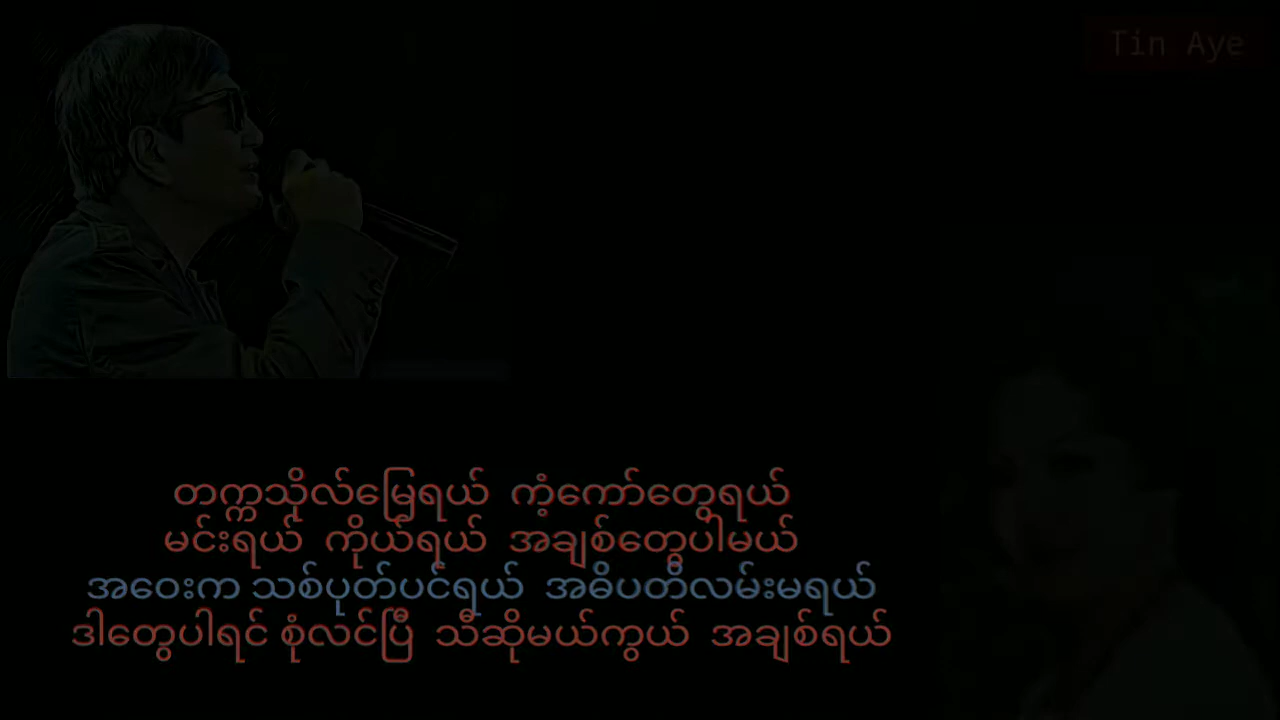 Tin Aye
တက္ကသိုလ်မြေရယ် ကံ့ကော်တွေရယ်
မင်းရယ် ကိုယ်ရယ် အချစ်တွေပါမယ်
အဝေးက သစ်ပုတ်ပင်ရယ် အဓိပတိလမ်းမရယ်
ဒါတွေပါရင် စုံလင်ပြီ သီဆိုမယ်ကွယ် အချစ်ရယ်